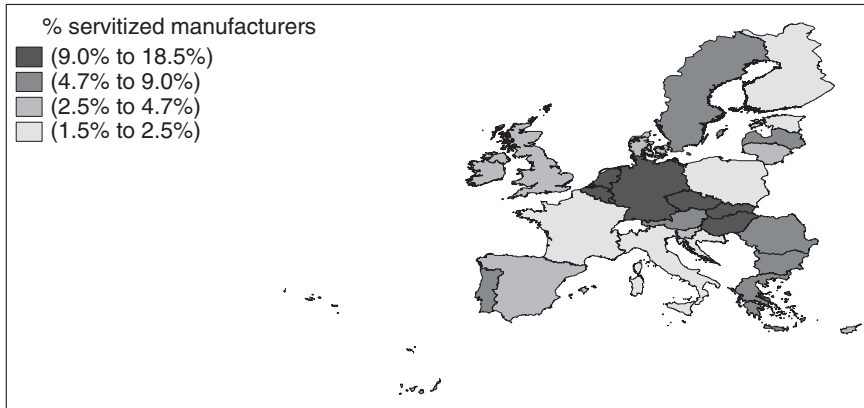 % servitized manufacturers
(9.0% to 18.5%)
(4.7% to 9.0%)
(2.5% to 4.7%)
(1.5% to 2.5%)